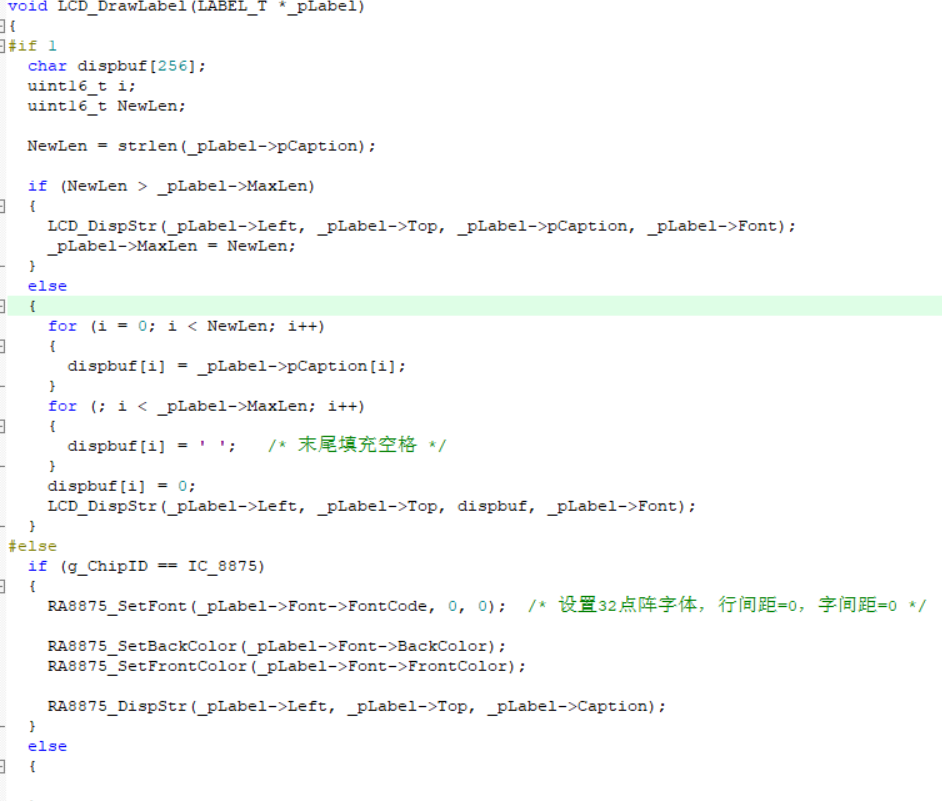 void LCD_DrawLabel(LABEL_T *_pLabel)
{
#if 1
  char dispbuf[256];
  uint16_t i;
  uint16_t NewLen;

  NewLen = strlen(_pLabel->pCaption);

  if (NewLen > _pLabel->MaxLen)
  {
    LCD_DispStr(_pLabel->Left, _pLabel->Top, _pLabel->pCaption, _pLabel->Font);
    _pLabel->MaxLen = NewLen;
  }
  else
  {
    for (i = 0; i < NewLen; i++)
    {
      dispbuf[i] = _pLabel->pCaption[i];
    }
    for (; i < _pLabel->MaxLen; i++)
    {
      dispbuf[i] = ' ';   /* 末尾填充空格 */
    }
    dispbuf[i] = 0;
    LCD_DispStr(_pLabel->Left, _pLabel->Top, dispbuf, _pLabel->Font);
  }
#else
  if (g_ChipID == IC_8875)
  {
    RA8875_SetFont(_pLabel->Font->FontCode, 0, 0);  /* 设置32点阵字体，行间距=0，字间距=0 */

    RA8875_SetBackColor(_pLabel->Font->BackColor);
    RA8875_SetFrontColor(_pLabel->Font->FrontColor);

    RA8875_DispStr(_pLabel->Left, _pLabel->Top, _pLabel->Caption);
  }
  else
  {